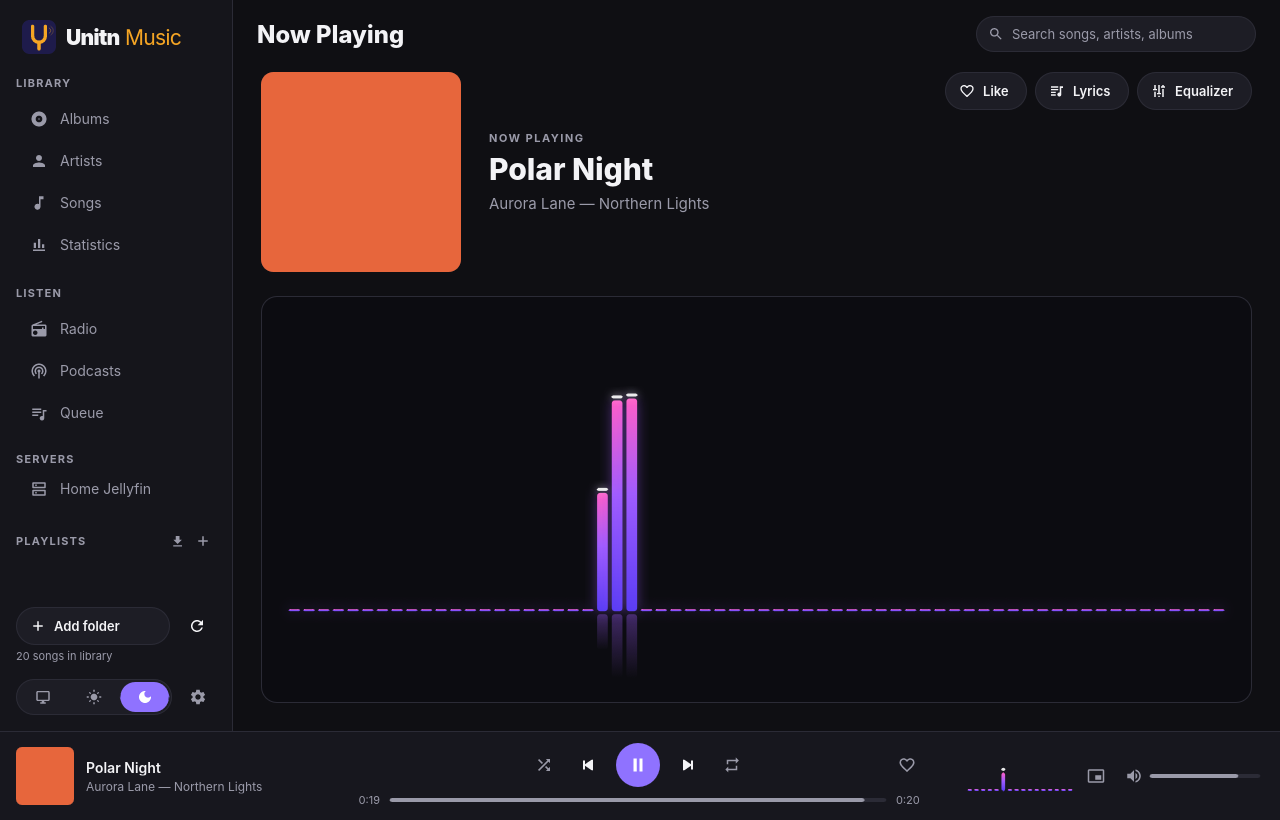 Unitn Music
LIBRARY
Albums
Artists
Songs
Statistics
LISTEN
Radio
Podcasts
Queue
SERVERS
Home Jellyfin
PLAYLISTS
Add folder
20 songs in library
Now Playing
Search songs, artists, albums
Like
Lyrics
Equalizer
NOW PLAYING
Polar Night
Aurora Lane — Northern Lights
Polar Night
Aurora Lane — Northern Lights
0:19
0:20